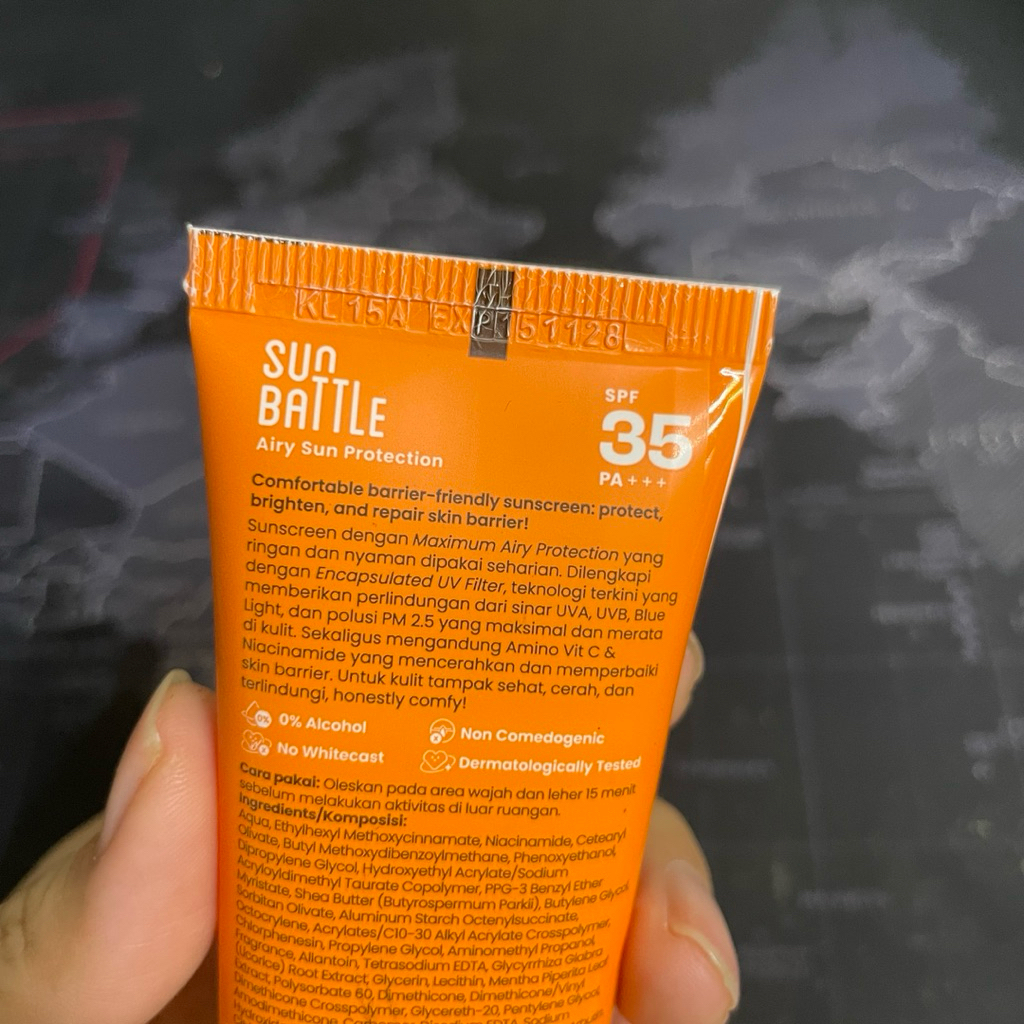 KL 15A EXP 151128
SUN
BATTLE
Airy Sun Protection
SPF
35
PA+++
Comfortable barrier-friendly sunscreen: protect,
brighten, and repair skin barrier!
Sunscreen dengan Maximum Airy Protection yang
ringan dan nyaman dipakai seharian. Dilengkapi
dengan Encapsulated UV Filter, teknologi terkini yang
memberikan perlindungan dari sinar UVA, UVB, Blue
Light, dan polusi PM 2.5 yang maksimal dan merata
di kulit. Sekaligus mengandung Amino Vit C &
Niacinamide yang mencerahkan dan memperbaiki
skin barrier. Untuk kulit tampak sehat, cerah, dan
terlindungi, honestly comfy!
0% 0% Alcohol
Non Comedogenic
No Whitecast
Dermatologically Tested
Cara pakai: Oleskan pada area wajah dan leher 15 menit
sebelum melakukan aktivitas di luar ruangan.
Ingredients/Komposisi:
Aqua, Ethylhexyl Methoxycinnamate, Niacinamide, Cetearyl
Olivate, Butyl Methoxydibenzoylmethane, Phenoxyethanol,
Dipropylene Glycol, Hydroxyethyl Acrylate/Sodium
Acryloyldimethyl Taurate Copolymer, PPG-3 Benzyl Ether
Myristate, Shea Butter (Butyrospermum Parkii), Butylene Glycol,
Sorbitan Olivate, Aluminum Starch Octenylsuccinate,
Octocrylene, Acrylates/C10-30 Alkyl Acrylate Crosspolymer,
Chlorphenesin, Propylene Glycol, Aminomethyl Propanol,
Fragrance, Allantoin, Tetrasodium EDTA, Glycyrrhiza Glabra
(Licorice) Root Extract, Glycerin, Lecithin, Mentha Piperita Leaf
Extract, Polysorbate 60, Dimethicone, Dimethicone/Vinyl
Dimethicone Crosspolymer, Glycereth-20, Pentylene Glycol,
Amodimethicone, Carbomer, Disodium EDTA, Sodium